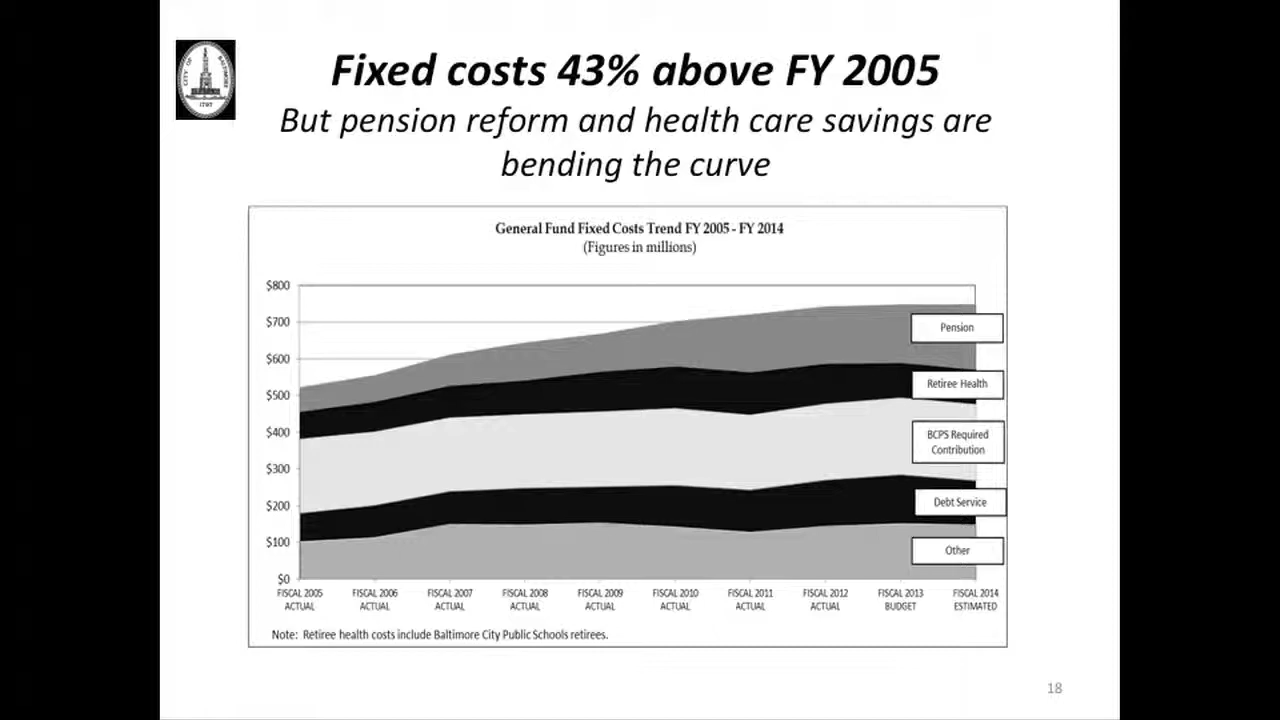 CITY OF BALTIMORE
1797
Fixed costs 43% above FY 2005
But pension reform and health care savings are
bending the curve
General Fund Fixed Costs Trend FY 2005 - FY 2014
(Figures in millions)
$800
$700
$600
$500
$400
$300
$200
$100
$0
Pension
Retiree Health
BCPS Required
Contribution
Debt Service
Other
FISCAL 2005 FISCAL 2006 FISCAL 2007 FISCAL 2008 FISCAL 2009 FISCAL 2010 FISCAL 2011 FISCAL 2012 FISCAL 2013 FISCAL 2014
ACTUAL ACTUAL ACTUAL ACTUAL ACTUAL ACTUAL ACTUAL ACTUAL BUDGET ESTIMATED
Note: Retiree health costs include Baltimore City Public Schools retirees.
18